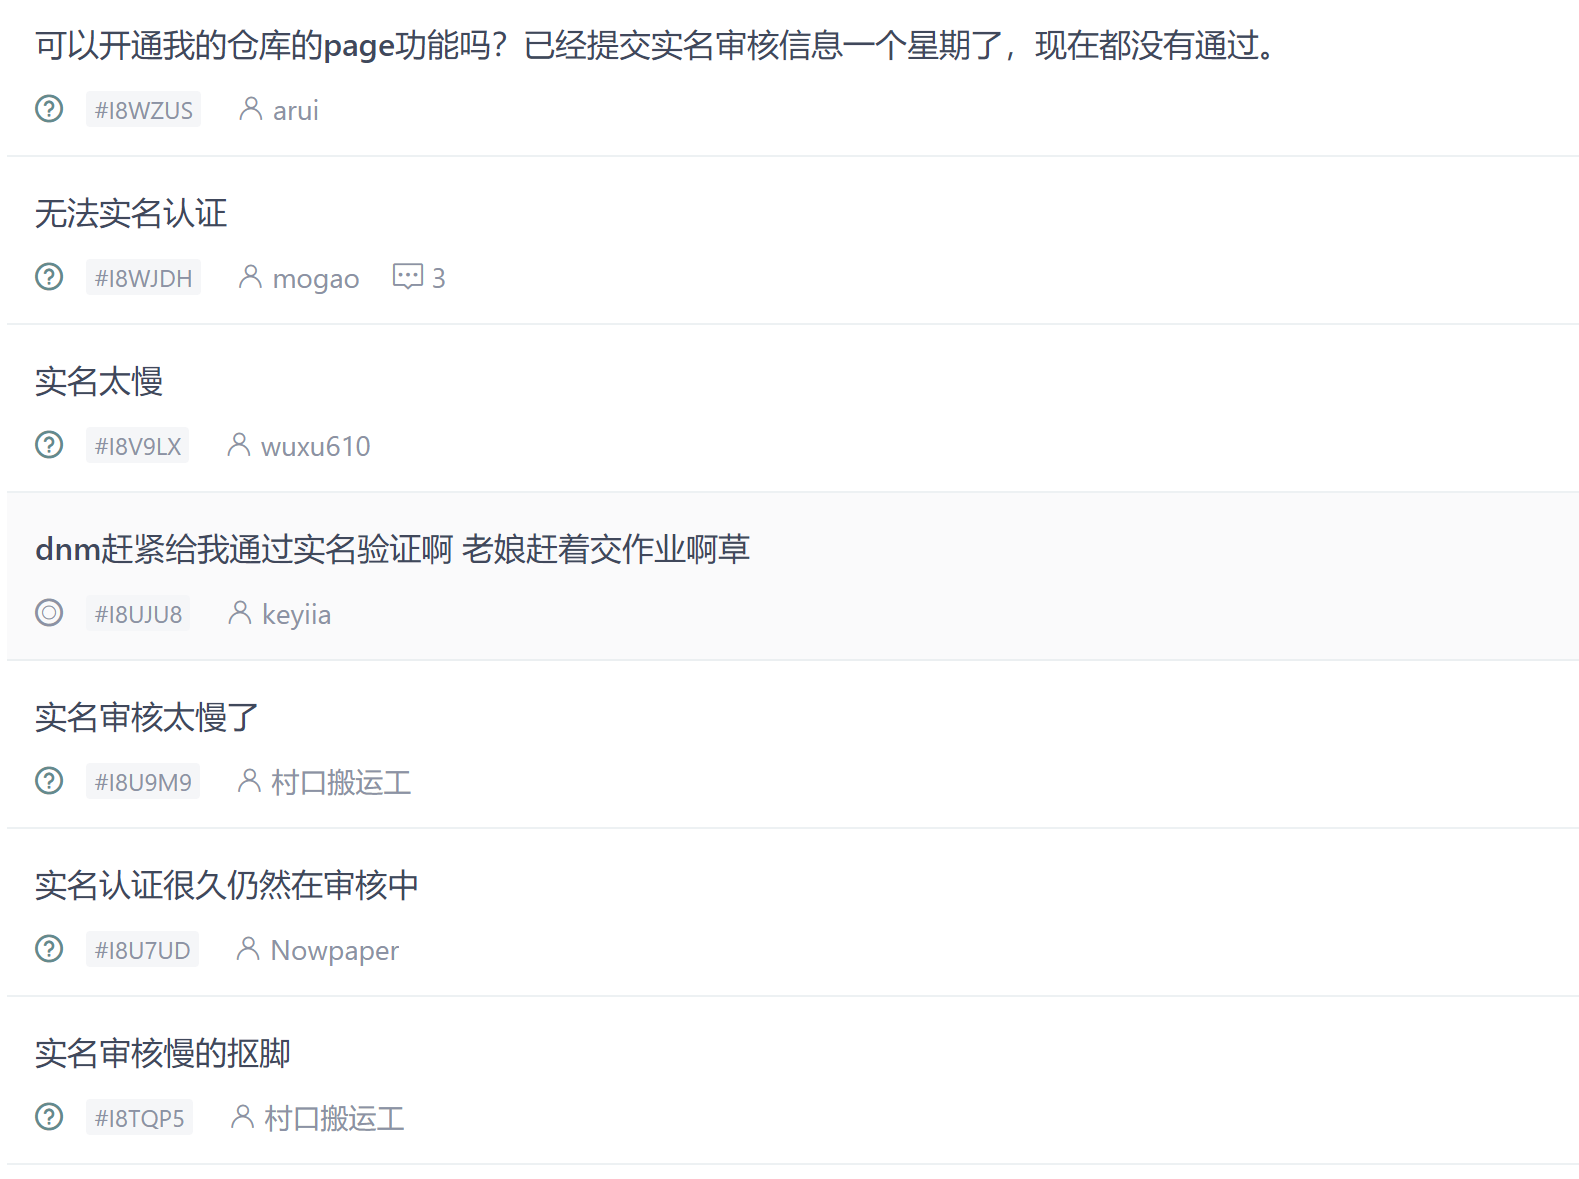 可以开通我的仓库的page功能吗？已经提交实名审核信息一个星期了，现在都没有通过。
#I8WZUS arui
无法实名认证
#I8WJDH mogao 3
实名太慢
#I8V9LX wuxu610
dnm赶紧给我通过实名验证啊 老娘赶着交作业啊草
#I8UJU8 keyiia
实名审核太慢了
#I8U9M9 村口搬运工
实名认证很久仍然在审核中
#I8U7UD Nowpaper
实名审核慢的抠脚
#I8TQP5 村口搬运工